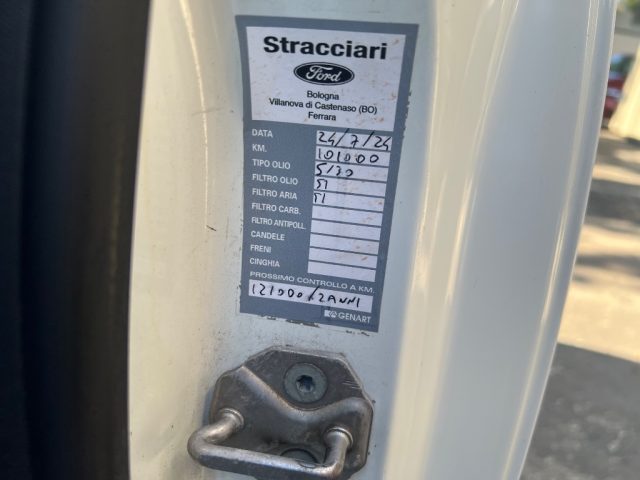 Stracciari
Ford
Bologna
Villanova di Castenaso (BO)
Ferrara
DATA 24/7/24
KM. 101000
TIPO OLIO 5/30
FILTRO OLIO SI
FILTRO ARIA SI
FILTRO CARB.
FILTRO ANTIPOLL.
CANDELE
FRENI
CINGHIA
PROSSIMO CONTROLLO A KM.
121000/2ANNI
GENART